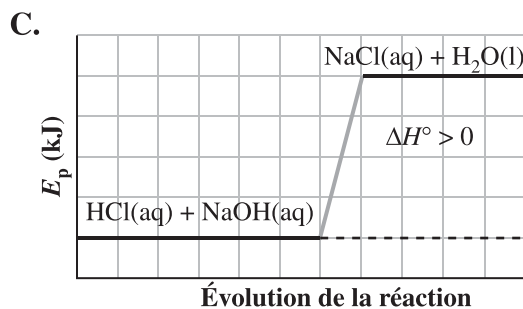 C.
NaCl(aq) + H₂O(l)
ΔH° > 0
Eₚ (kJ)
HCl(aq) + NaOH(aq)
Évolution de la réaction